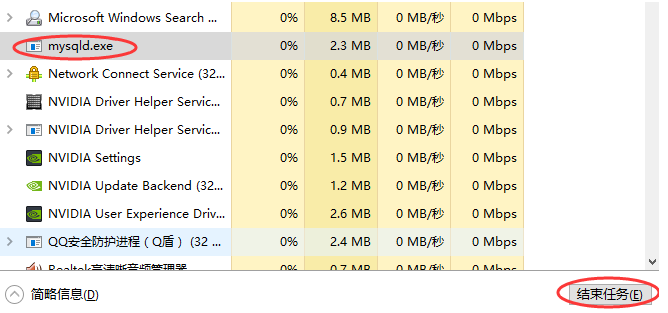 Microsoft Windows Search ... 0% 8.5 MB 0 MB/秒 0 Mbps
mysqld.exe 0% 2.3 MB 0 MB/秒 0 Mbps
Network Connect Service (32... 0% 0.4 MB 0 MB/秒 0 Mbps
NVIDIA Driver Helper Servic... 0% 0.7 MB 0 MB/秒 0 Mbps
NVIDIA Driver Helper Servic... 0% 0.9 MB 0 MB/秒 0 Mbps
NVIDIA Settings 0% 1.5 MB 0 MB/秒 0 Mbps
NVIDIA Update Backend (32... 0% 1.2 MB 0 MB/秒 0 Mbps
NVIDIA User Experience Driv... 0% 2.6 MB 0 MB/秒 0 Mbps
QQ安全防护进程（Q盾） (32 ... 0% 2.4 MB 0 MB/秒 0 Mbps
Realtek高清晰音频管理器 0% 0.7 MB 0 MB/秒 0 Mbps
简略信息(D) 结束任务(E)